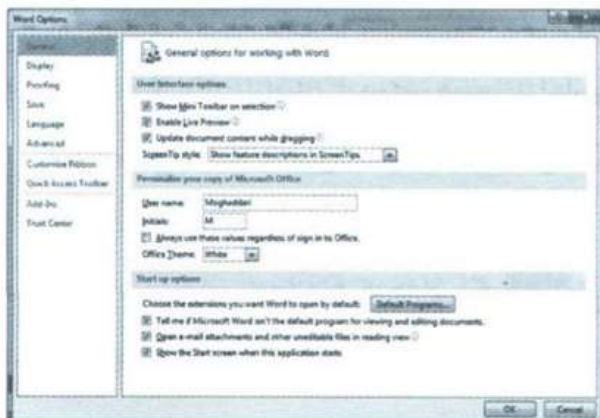 Word Options
General
Display
Proofing
Save
Language
Advanced
Customize Ribbon
Quick Access Toolbar
Add-Ins
Trust Center
General options for working with Word.
User Interface options
Show Mini Toolbar on selection
Enable Live Preview
Update document content while dragging
ScreenTip style: Show feature descriptions in ScreenTips
Personalize your copy of Microsoft Office
User name: Moghaddari
Initials: M
Always use these values regardless of sign in to Office.
Office Theme: White
Start up options
Choose the extensions you want Word to open by default: Default Programs...
Tell me if Microsoft Word isn't the default program for viewing and editing documents.
Open e-mail attachments and other uneditable files in reading view
Show the Start screen when this application starts
OK Cancel